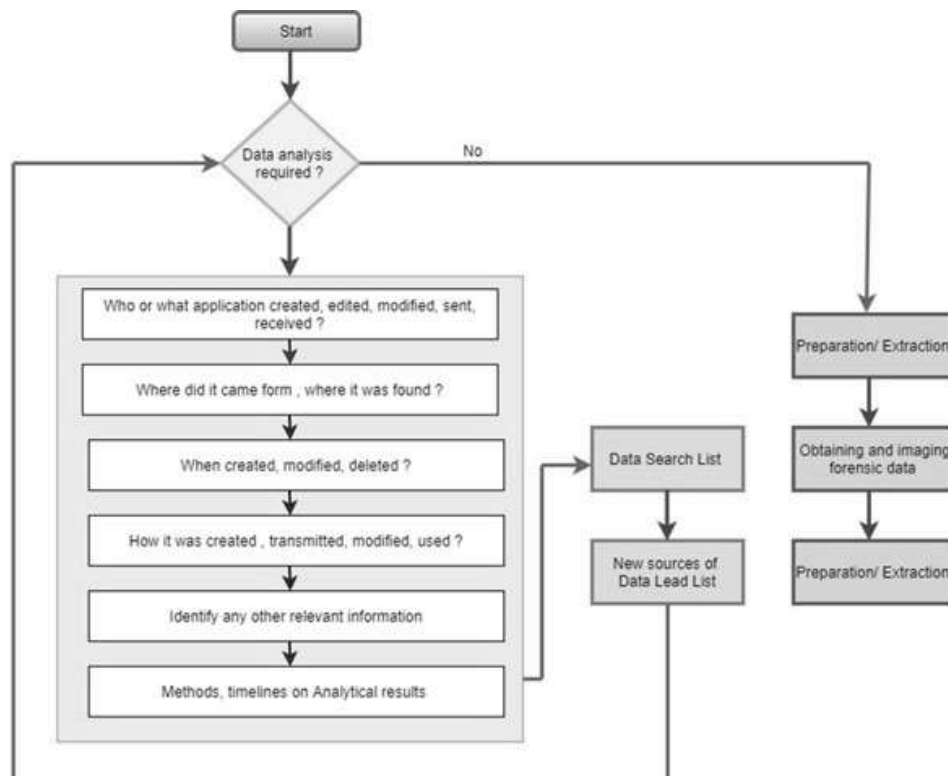 Start
Data analysis
required ?
No
Who or what application created, edited, modified, sent,
received ?
Where did it came form , where it was found ?
When created, modified, deleted ?
How it was created , transmitted, modified, used ?
Identify any other relevant information
Methods, timelines on Analytical results
Data Search List
New sources of
Data Lead List
Preparation/ Extraction
Obtaining and imaging
forensic data
Preparation/ Extraction